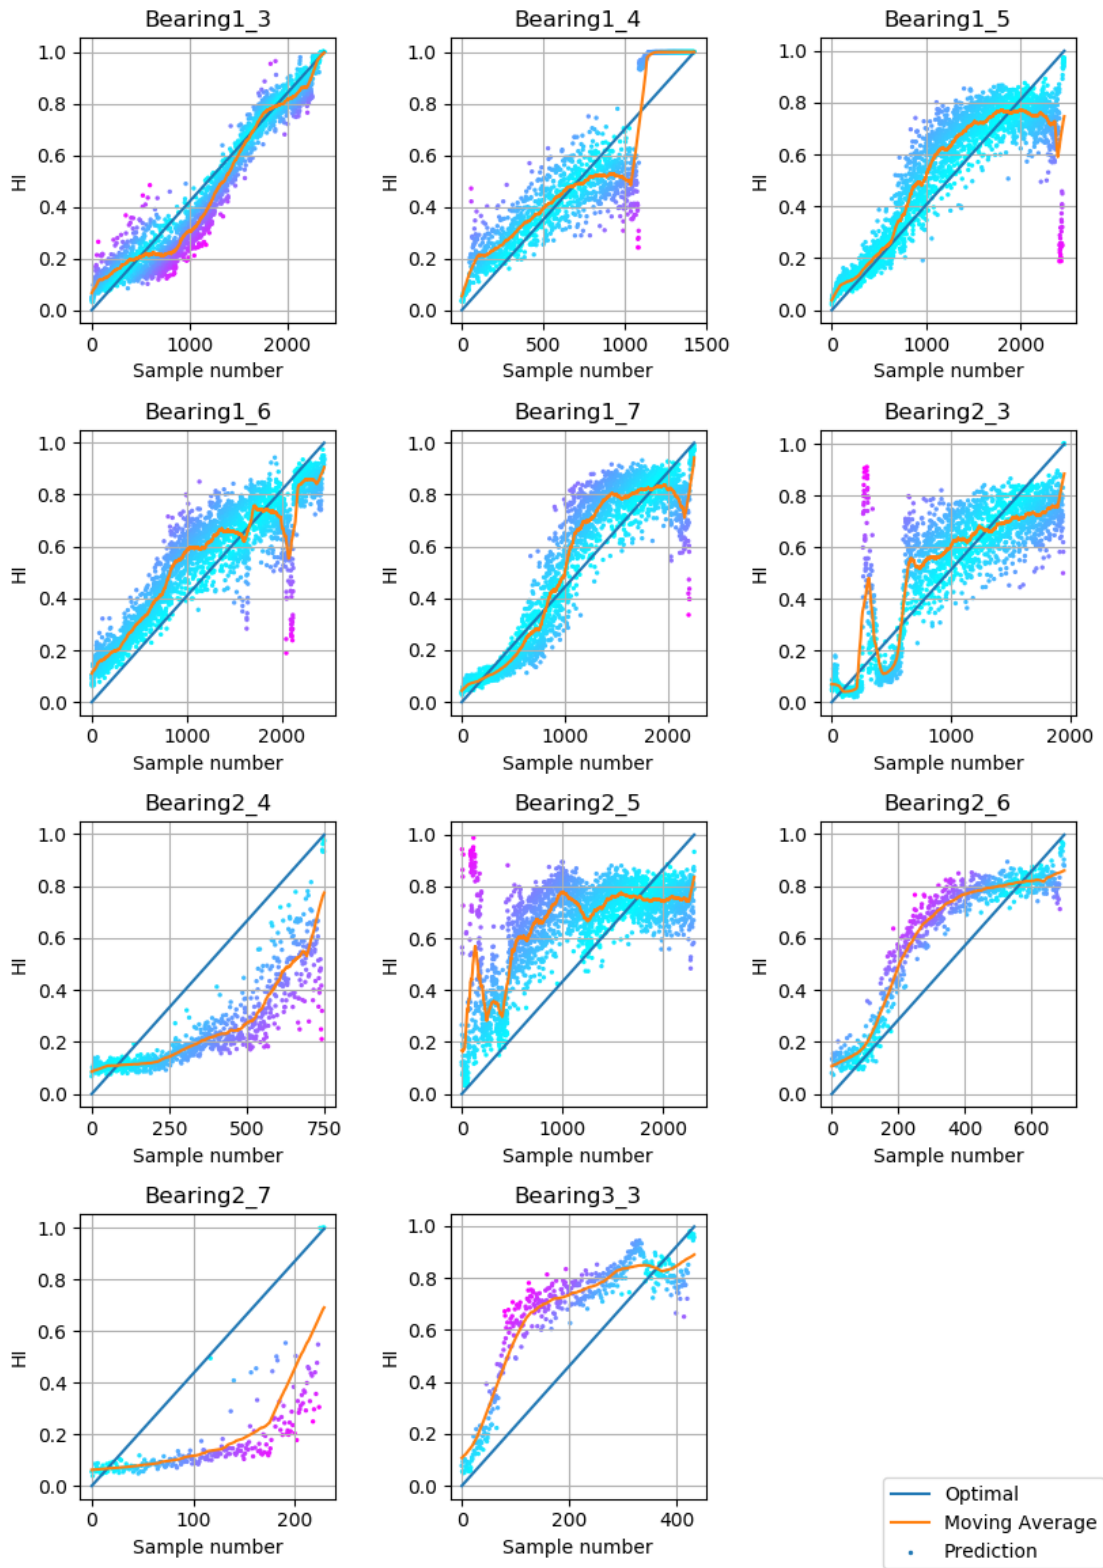 Bearing1_3
1.0
0.8
0.6
0.4
0.2
0.0
HI
0 1000 2000
Sample number
Bearing1_4
1.0
0.8
0.6
0.4
0.2
0.0
HI
0 500 1000 1500
Sample number
Bearing1_5
1.0
0.8
0.6
0.4
0.2
0.0
HI
0 1000 2000
Sample number
Bearing1_6
1.0
0.8
0.6
0.4
0.2
0.0
HI
0 1000 2000
Sample number
Bearing1_7
1.0
0.8
0.6
0.4
0.2
0.0
HI
0 1000 2000
Sample number
Bearing2_3
1.0
0.8
0.6
0.4
0.2
0.0
HI
0 1000 2000
Sample number
Bearing2_4
1.0
0.8
0.6
0.4
0.2
0.0
HI
0 250 500 750
Sample number
Bearing2_5
1.0
0.8
0.6
0.4
0.2
0.0
HI
0 1000 2000
Sample number
Bearing2_6
1.0
0.8
0.6
0.4
0.2
0.0
HI
0 200 400 600
Sample number
Bearing2_7
1.0
0.8
0.6
0.4
0.2
0.0
HI
0 100 200
Sample number
Bearing3_3
1.0
0.8
0.6
0.4
0.2
0.0
HI
0 200 400
Sample number
Optimal
Moving Average
Prediction